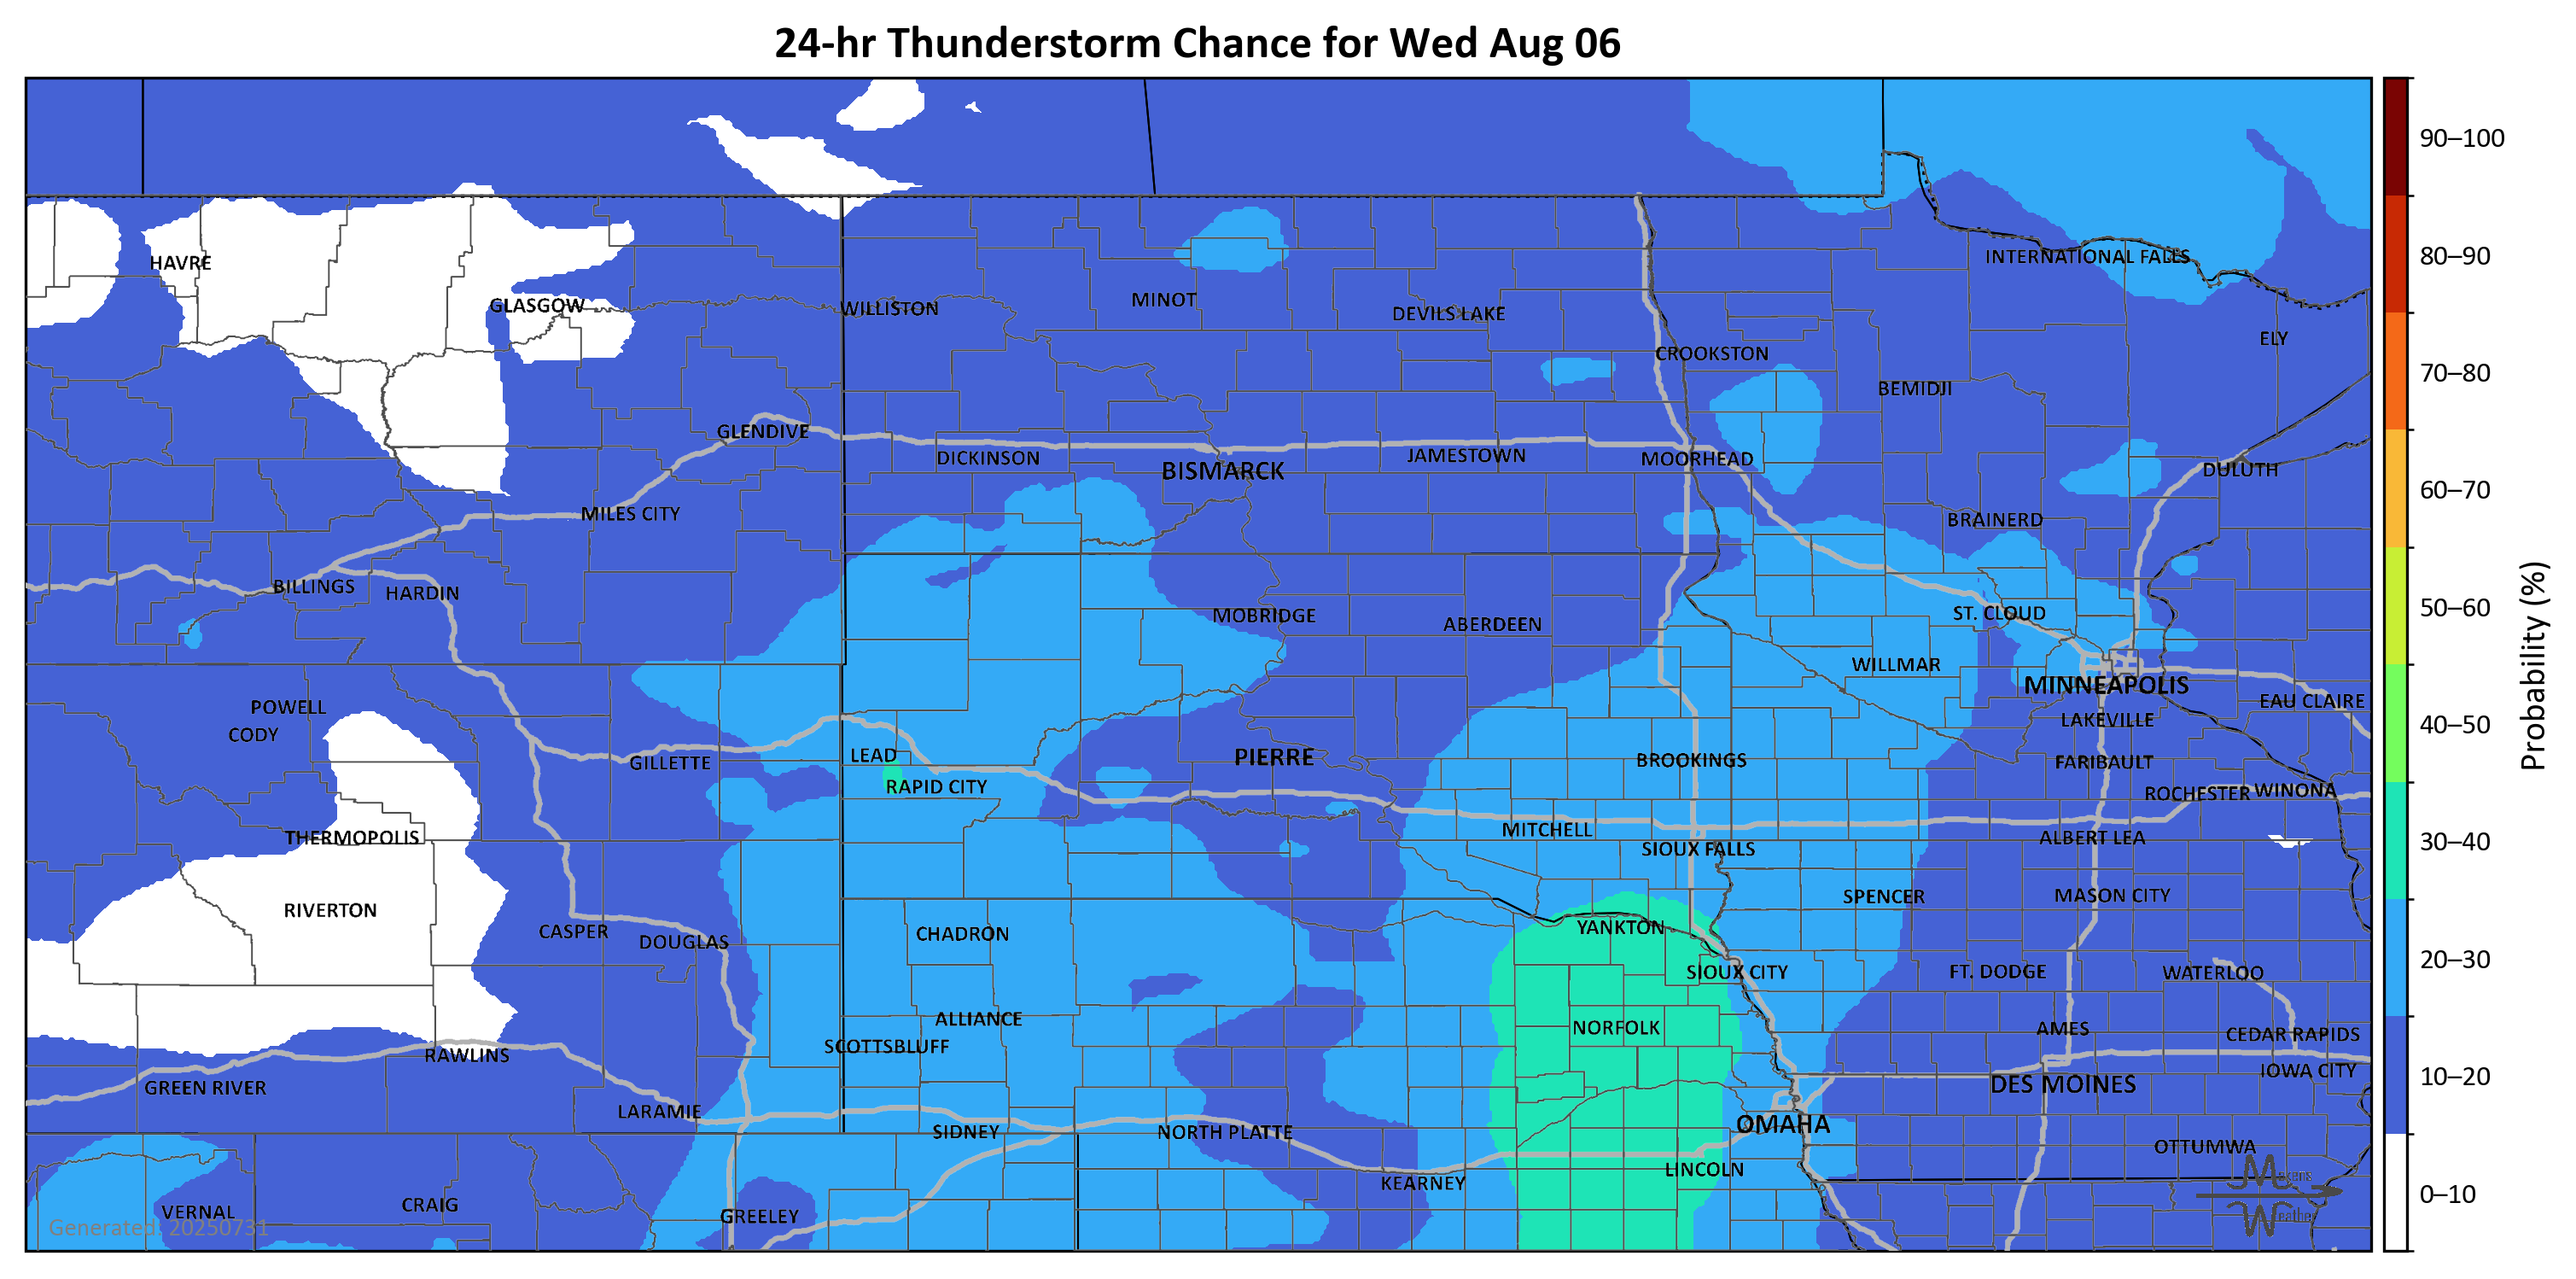 24-hr Thunderstorm Chance for Wed Aug 06
90–100
80–90
70–80
60–70
50–60
40–50
30–40
20–30
10–20
0–10
Probability (%)
HAVRE
INTERNATIONAL FALLS
GLASGOW
WILLISTON
MINOT
DEVILS LAKE
ELY
CROOKSTON
BEMIDJI
GLENDIVE
DICKINSON
BISMARCK
JAMESTOWN
MOORHEAD
DULUTH
MILES CITY
BRAINERD
BILLINGS
HARDIN
MOBRIDGE
ABERDEEN
ST. CLOUD
WILLMAR
MINNEAPOLIS
POWELL
EAU CLAIRE
CODY
LAKEVILLE
GILLETTE
LEAD
PIERRE
BROOKINGS
FARIBAULT
RAPID CITY
ROCHESTER
WINONA
THERMOPOLIS
MITCHELL
ALBERT LEA
SIOUX FALLS
RIVERTON
SPENCER
MASON CITY
CASPER
DOUGLAS
CHADRON
YANKTON
SIOUX CITY
FT. DODGE
WATERLOO
ALLIANCE
NORFOLK
AMES
CEDAR RAPIDS
RAWLINS
SCOTTSBLUFF
GREEN RIVER
DES MOINES
IOWA CITY
LARAMIE
SIDNEY
NORTH PLATTE
OMAHA
OTTUMWA
LINCOLN
KEARNEY
VERNAL
CRAIG
GREELEY
Generated: 20250731
Makens
Weather